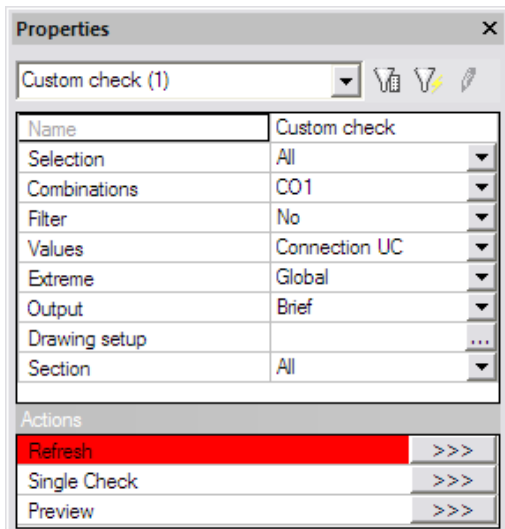 Properties
Custom check (1)
Name Custom check
Selection All
Combinations CO1
Filter No
Values Connection UC
Extreme Global
Output Brief
Drawing setup ...
Section All
Actions
Refresh >>>
Single Check >>>
Preview >>>